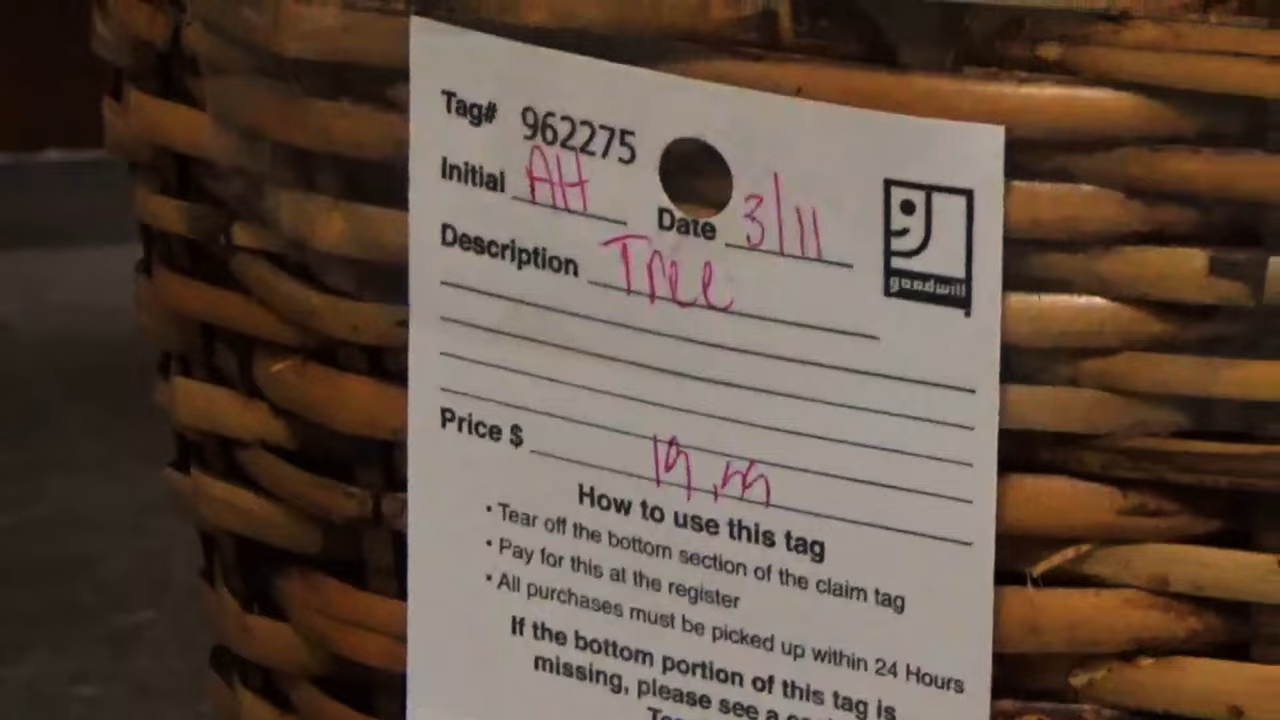 Tag# 962275
Initial AH Date 3/11
Description Tree
goodwill
Price $ 19.99
How to use this tag
• Tear off the bottom section of the claim tag
• Pay for this at the register
• All purchases must be picked up within 24 Hours
If the bottom portion of this tag is
missing, please see a